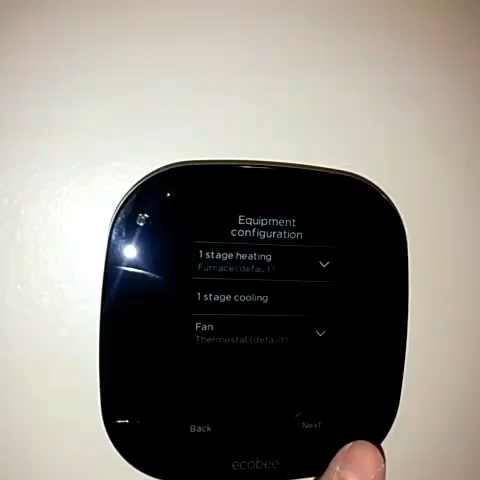 Equipment
configuration
1 stage heating
Furnace (default)
1 stage cooling
Fan
Thermostat (default)
Back
Next
ecobee